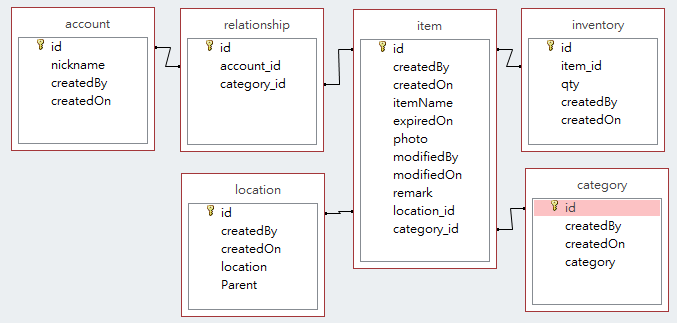 account
id
nickname
createdBy
createdOn
relationship
id
account_id
category_id
item
id
createdBy
createdOn
itemName
expiredOn
photo
modifiedBy
modifiedOn
remark
location_id
category_id
inventory
id
item_id
qty
createdBy
createdOn
location
id
createdBy
createdOn
location
Parent
category
id
createdBy
createdOn
category